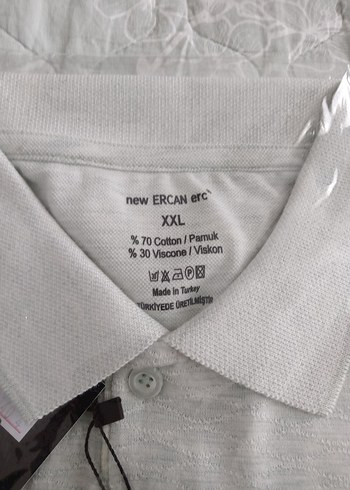 new ERCAN erc`
XXL
% 70 Cotton / Pamuk
% 30 Viscone / Viskon
Made in Turkey
TÜRKİYEDE ÜRETİLMİŞTİR